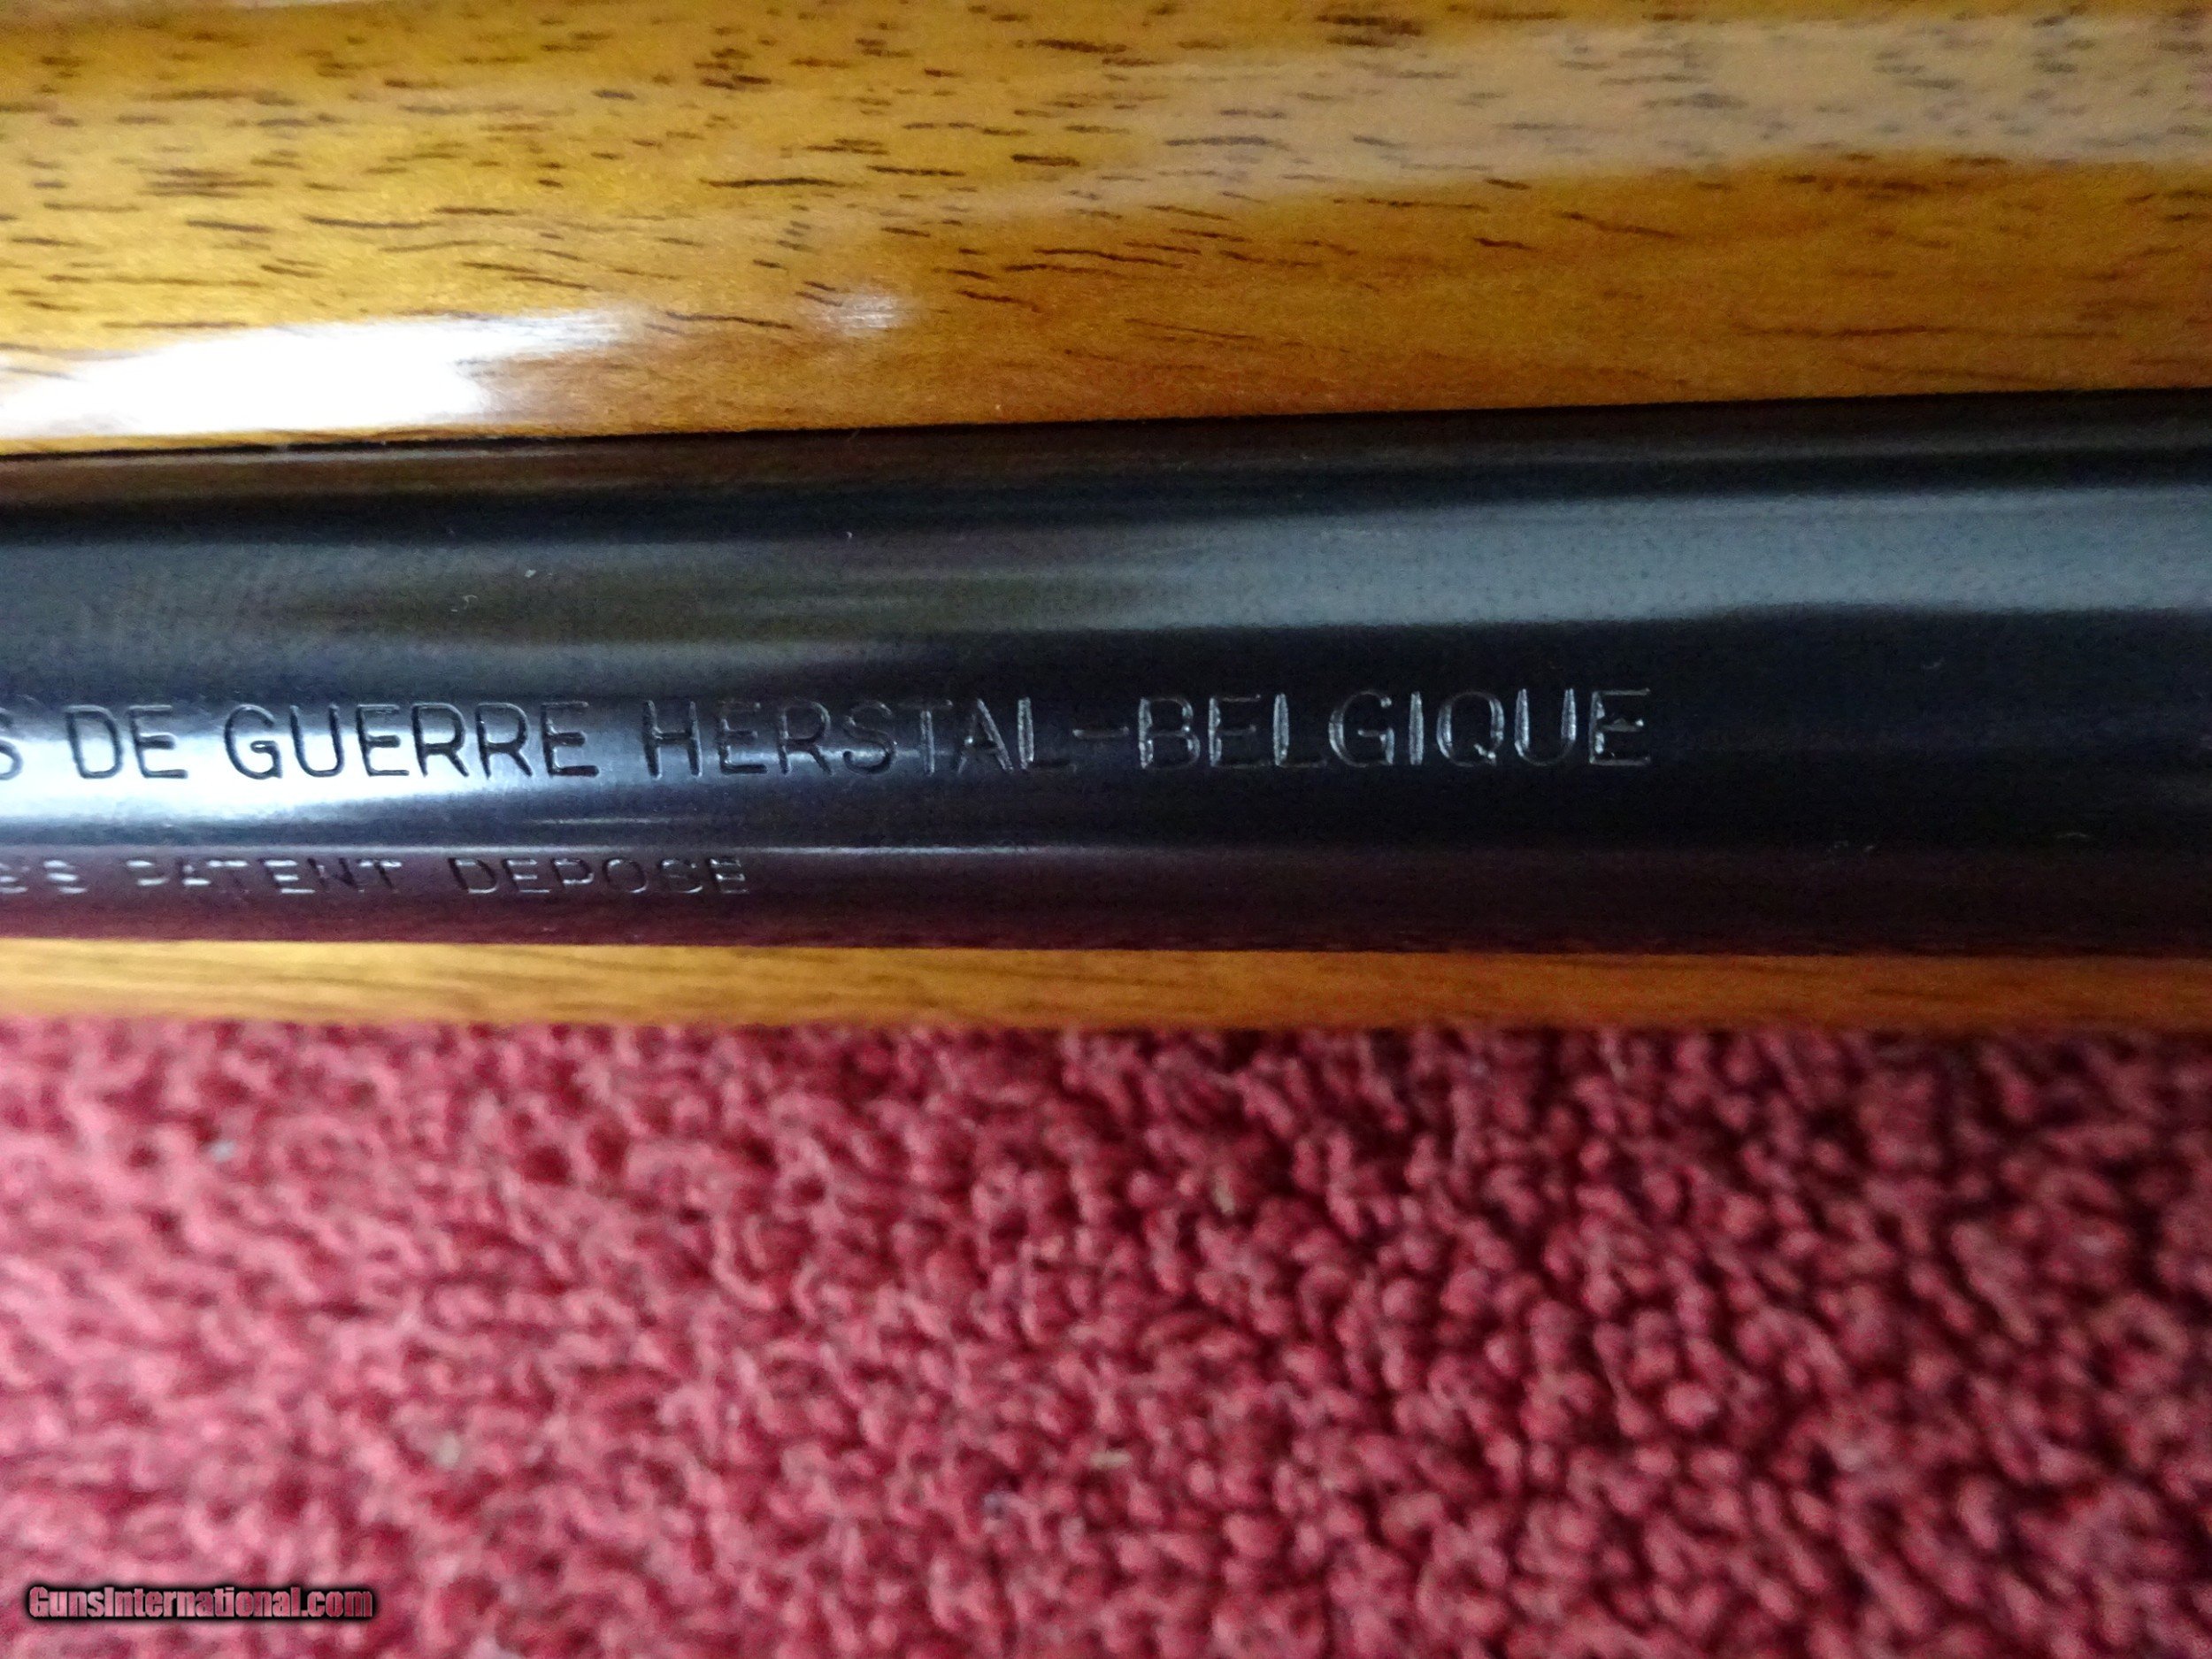 S DE GUERRE HERSTAL-BELGIQUE
PATENT DEPOSE
GunsInternational.com